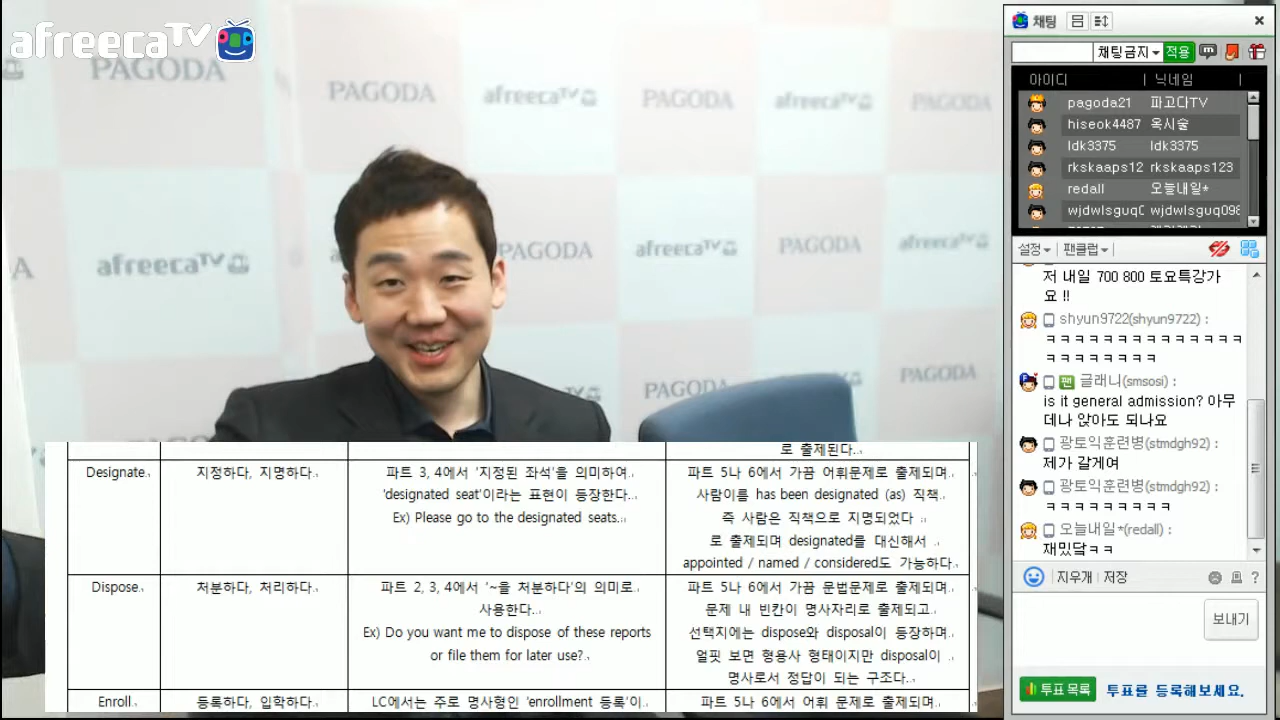 afreecaTV
PAGODA
PAGODA
afreecaTV
PAGODA
afreecaTV
PAGODA
afreecaTV
PAGODA
afreecaTV
PAGODA
afreecaTV
PAGODA
PAGODA
로 출제된다.
Designate.
지정하다, 지명하다.
파트 3, 4에서 '지정된 좌석'을 의미하여.
'designated seat'이라는 표현이 등장한다.
Ex) Please go to the designated seats.
파트 5나 6에서 가끔 어휘문제로 출제되며.
사람이름 has been designated (as) 직책.
즉 사람은 직책으로 지명되었다
로 출제되며 designated를 대신해서
appointed / named / considered도 가능하다.
Dispose.
처분하다, 처리하다.
파트 2, 3, 4에서 '~을 처분하다'의 의미로
사용한다.
Ex) Do you want me to dispose of these reports
or file them for later use?
파트 5나 6에서 가끔 문법문제로 출제되며.
문제 내 빈칸이 명사자리로 출제되고
선택지에는 dispose와 disposal이 등장하며
얼핏 보면 형용사 형태이지만 disposal이
명사로서 정답이 되는 구조다.
Enroll.
등록하다, 입학하다.
LC에서는 주로 명사형인 'enrollment 등록'이
파트 5나 6에서 어휘 문제로 출제되며
채팅
채팅금지
적용
아이디 | 닉네임 |
pagoda21 파고다TV
hiseok4487 옥시술
ldk3375 ldk3375
rkskaaps12 rkskaaps123
redall 오늘내일*
설정 | 팬클럽 |
저 내일 700 800 토요특강가
요 !!
shyun9722(shyun9722) :
ㅋㅋㅋㅋㅋㅋㅋㅋㅋㅋㅋㅋㅋㅋ
ㅋㅋㅋㅋㅋㅋㅋㅋ
팬 글래니(smsosi) :
is it general admission? 아무
데나 앉아도 되나요
광토익훈련병(stmdgh92) :
제가 갈게여
광토익훈련병(stmdgh92) :
ㅋㅋㅋㅋㅋㅋㅋㅋㅋ
오늘내일*(redall) :
재밌닼ㅋㅋ
지우개 | 저장
?
보내기
투표목록
투표를 등록해보세요.